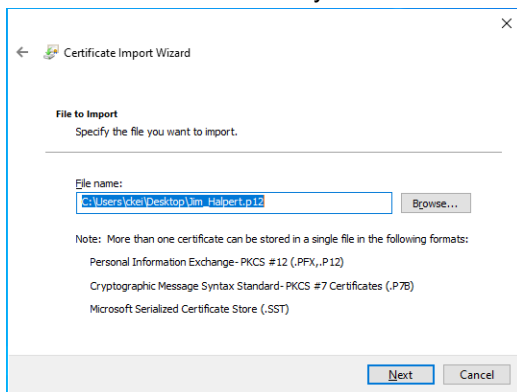 Certificate Import Wizard
File to Import
Specify the file you want to import.
File name:
C:\Users\ckei\Desktop\Jim_Halpert.p12
Browse...
Note: More than one certificate can be stored in a single file in the following formats:
Personal Information Exchange- PKCS #12 (.PFX,.P12)
Cryptographic Message Syntax Standard- PKCS #7 Certificates (.P7B)
Microsoft Serialized Certificate Store (.SST)
Next
Cancel